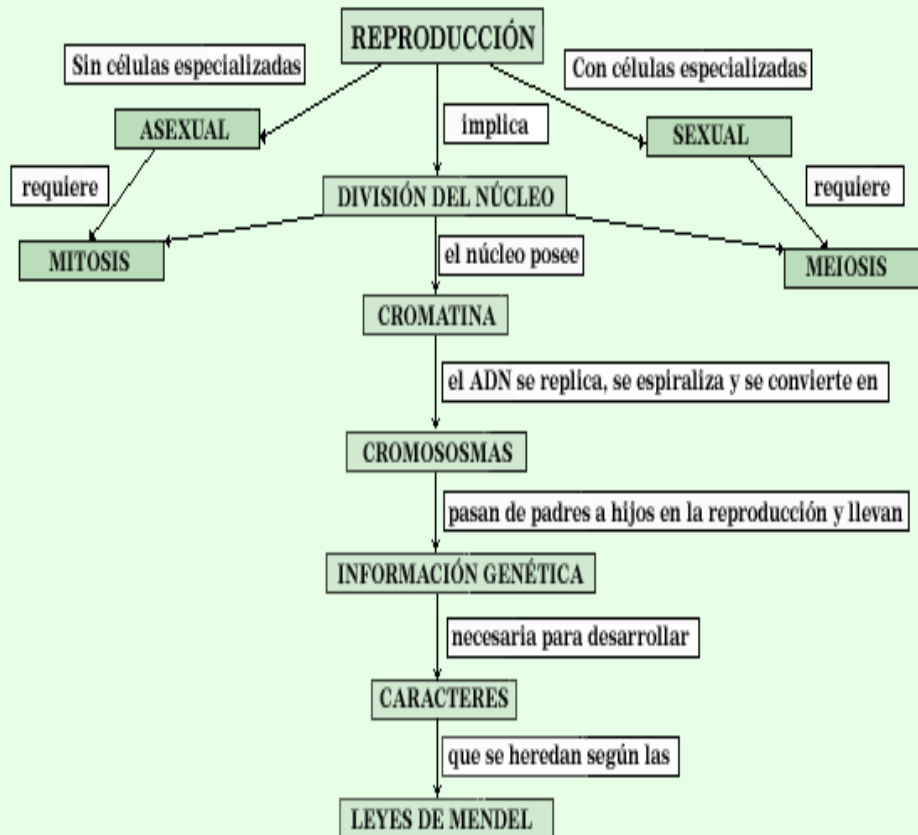 REPRODUCCIÓN
Sin células especializadas
Con células especializadas
ASEXUAL
implica
SEXUAL
requiere
DIVISIÓN DEL NÚCLEO
requiere
MITOSIS
el núcleo posee
MEIOSIS
CROMATINA
el ADN se replica, se espiraliza y se convierte en
CROMOSOSMAS
pasan de padres a hijos en la reproducción y llevan
INFORMACIÓN GENÉTICA
necesaria para desarrollar
CARACTERES
que se heredan según las
LEYES DE MENDEL